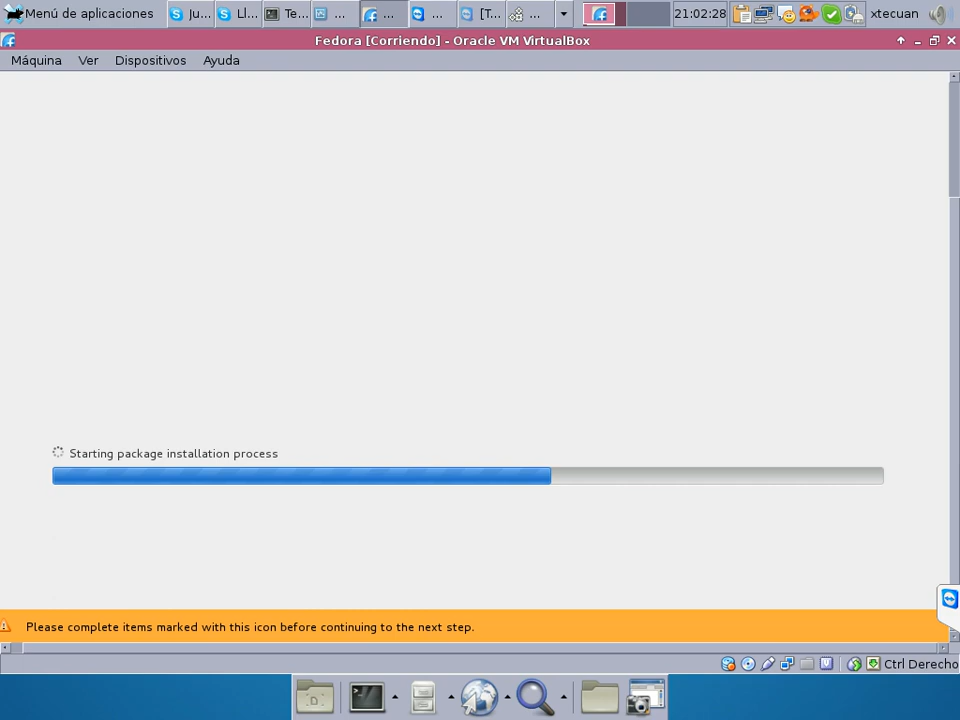 Menú de aplicaciones Ju... Ll... Te... ... ... ... [T... ... 21:02:28 xtecuan
Fedora [Corriendo] - Oracle VM VirtualBox
Máquina Ver Dispositivos Ayuda
Starting package installation process
Please complete items marked with this icon before continuing to the next step.
Ctrl Derecho